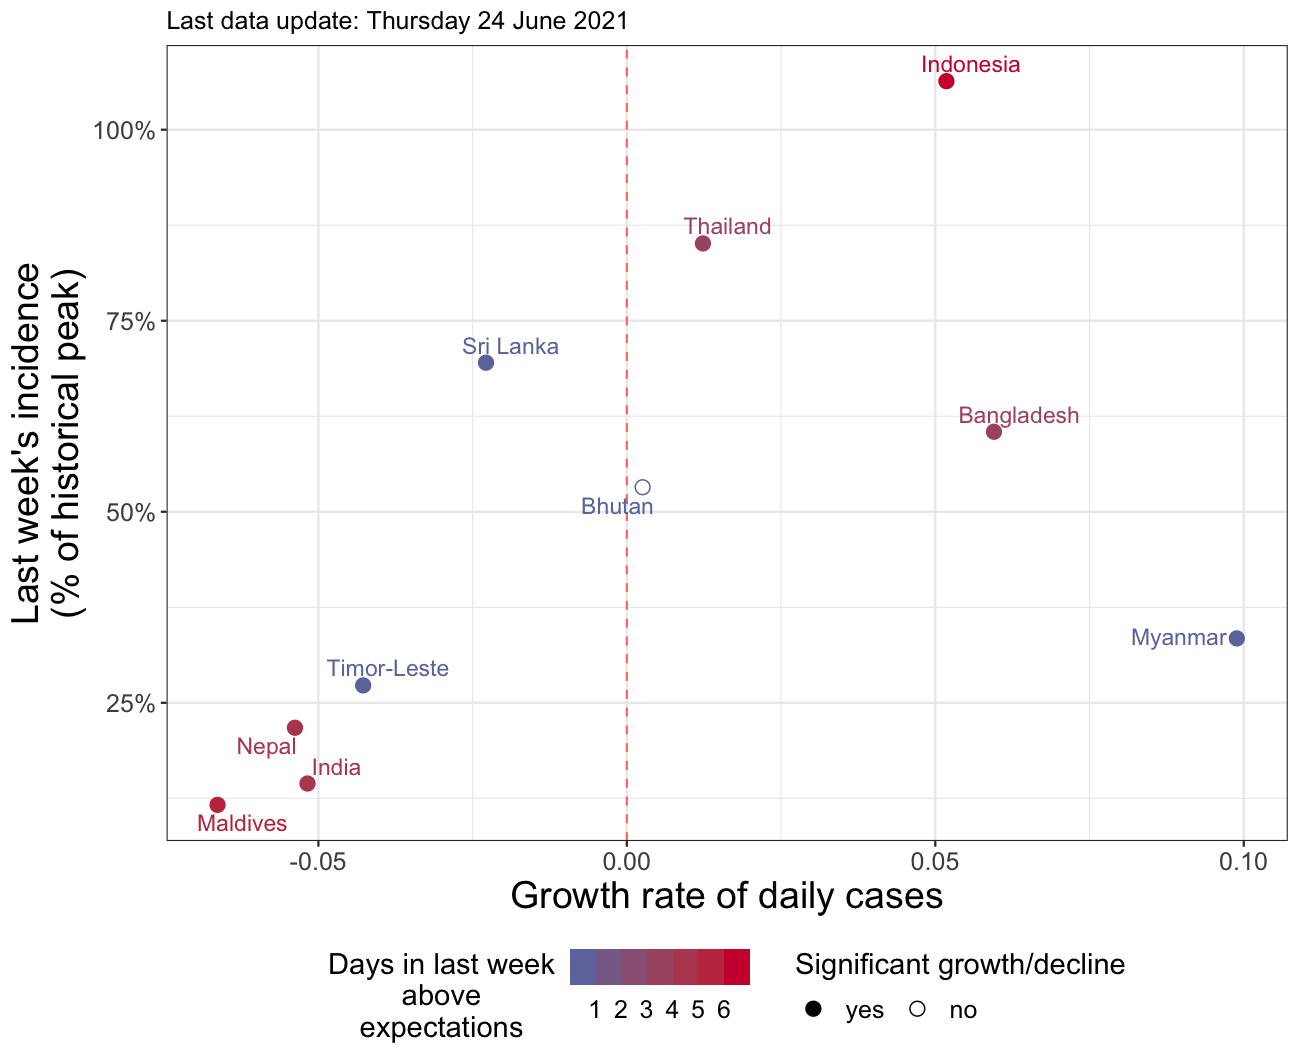 Last data update: Thursday 24 June 2021
Indonesia
100%
Thailand
75%
Sri Lanka
Bangladesh
Last week's incidence
(% of historical peak)
50%
Bhutan
Myanmar
Timor-Leste
25%
Nepal
India
Maldives
-0.05 0.00 0.05 0.10
Growth rate of daily cases
Days in last week
above
expectations
1 2 3 4 5 6
Significant growth/decline
yes no